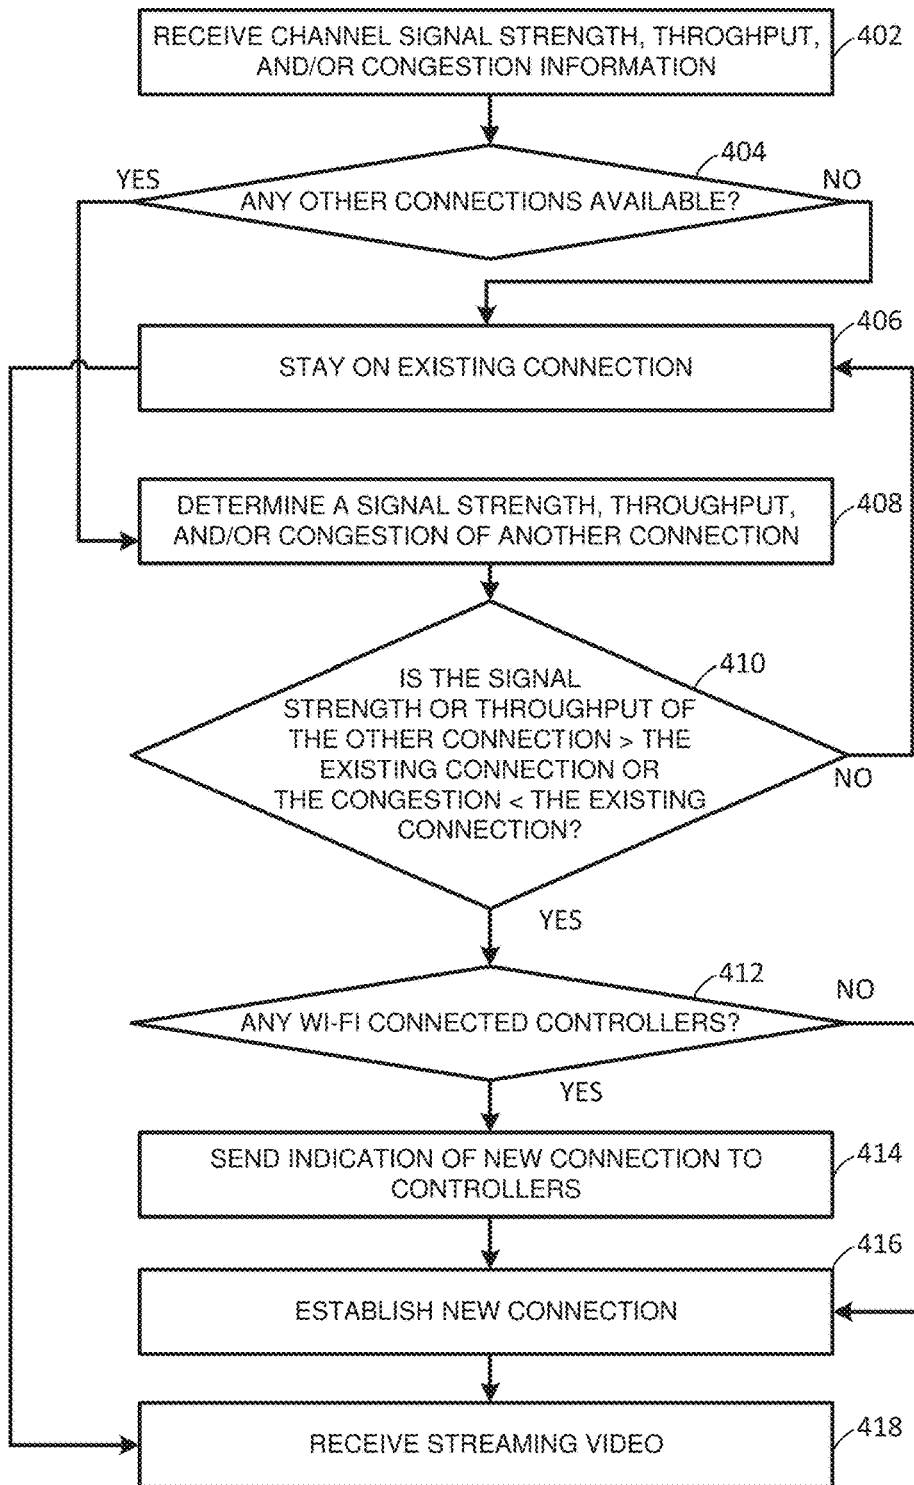 RECEIVE CHANNEL SIGNAL STRENGTH, THROGHPUT,
AND/OR CONGESTION INFORMATION
402
404
YES
NO
ANY OTHER CONNECTIONS AVAILABLE?
406
STAY ON EXISTING CONNECTION
DETERMINE A SIGNAL STRENGTH, THROUGHPUT,
AND/OR CONGESTION OF ANOTHER CONNECTION
408
410
IS THE SIGNAL
STRENGTH OR THROUGHPUT OF
THE OTHER CONNECTION > THE
EXISTING CONNECTION OR
THE CONGESTION < THE EXISTING
CONNECTION?
NO
YES
412
NO
ANY WI-FI CONNECTED CONTROLLERS?
YES
SEND INDICATION OF NEW CONNECTION TO
CONTROLLERS
414
416
ESTABLISH NEW CONNECTION
RECEIVE STREAMING VIDEO
418